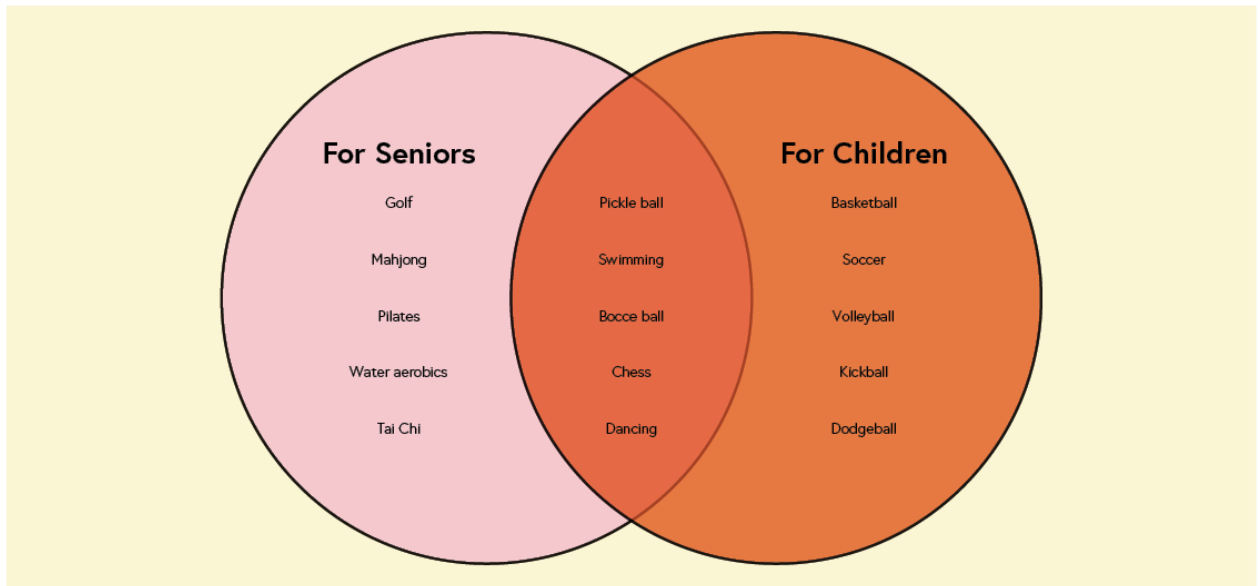 For Seniors
For Children
Golf
Pickle ball
Basketball
Mahjong
Swimming
Soccer
Pilates
Bocce ball
Volleyball
Water aerobics
Chess
Kickball
Tai Chi
Dancing
Dodgeball